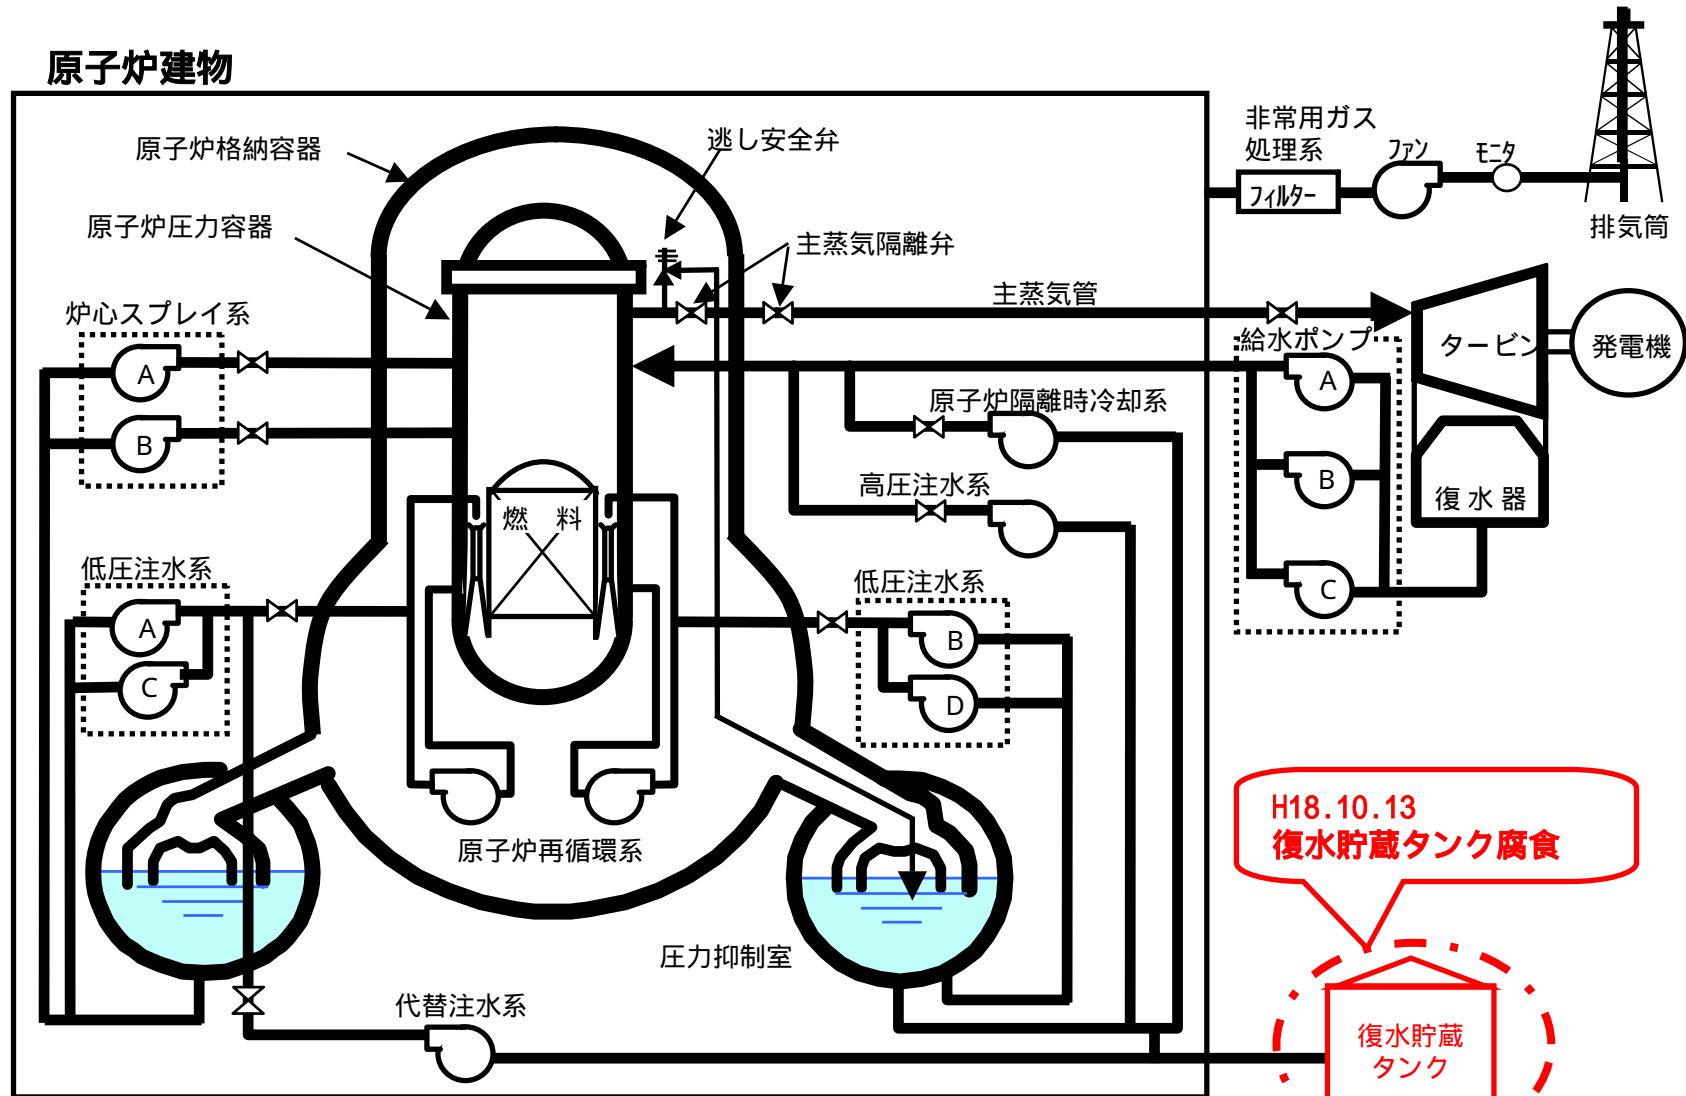 原子炉建物
原子炉格納容器
逃し安全弁
非常用ガス
処理系
ファン
モニタ
フィルター
排気筒
原子炉圧力容器
主蒸気隔離弁
主蒸気管
炉心スプレイ系
A
B
給水ポンプ
A
B
C
タービン
発電機
復水器
原子炉隔離時冷却系
高圧注水系
燃 料
低圧注水系
A
C
低圧注水系
B
D
原子炉再循環系
圧力抑制室
代替注水系
H18.10.13
復水貯蔵タンク腐食
復水貯蔵
タンク